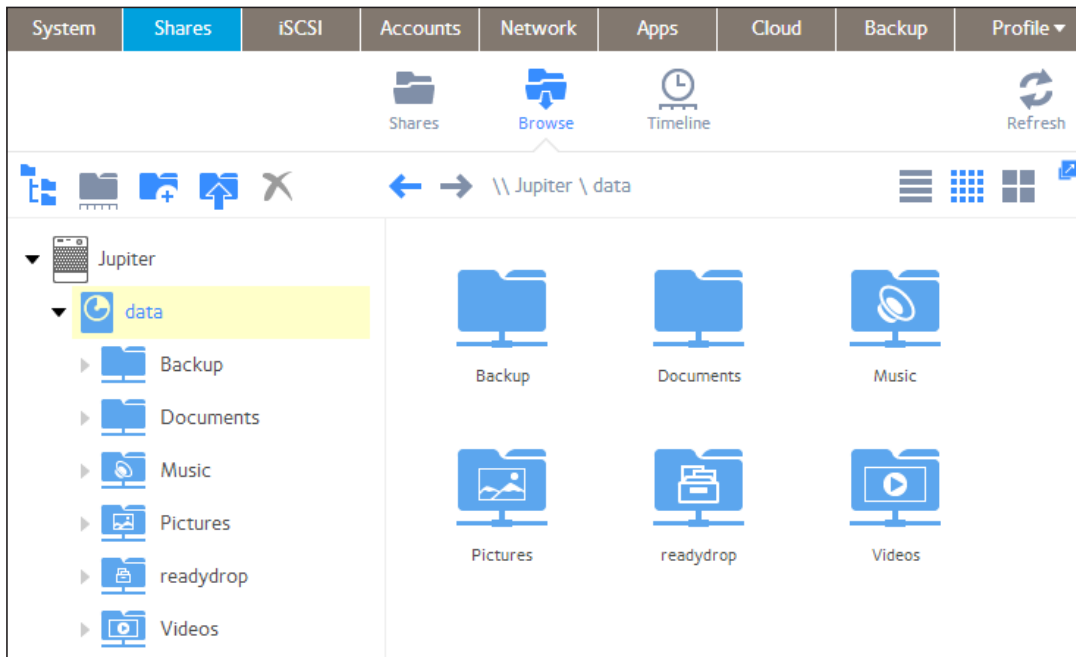 System Shares iSCSI Accounts Network Apps Cloud Backup Profile
Shares Browse Timeline Refresh
\\ Jupiter \ data
Jupiter
data
Backup
Documents
Music
Pictures
readydrop
Videos
Backup Documents Music
Pictures readydrop Videos